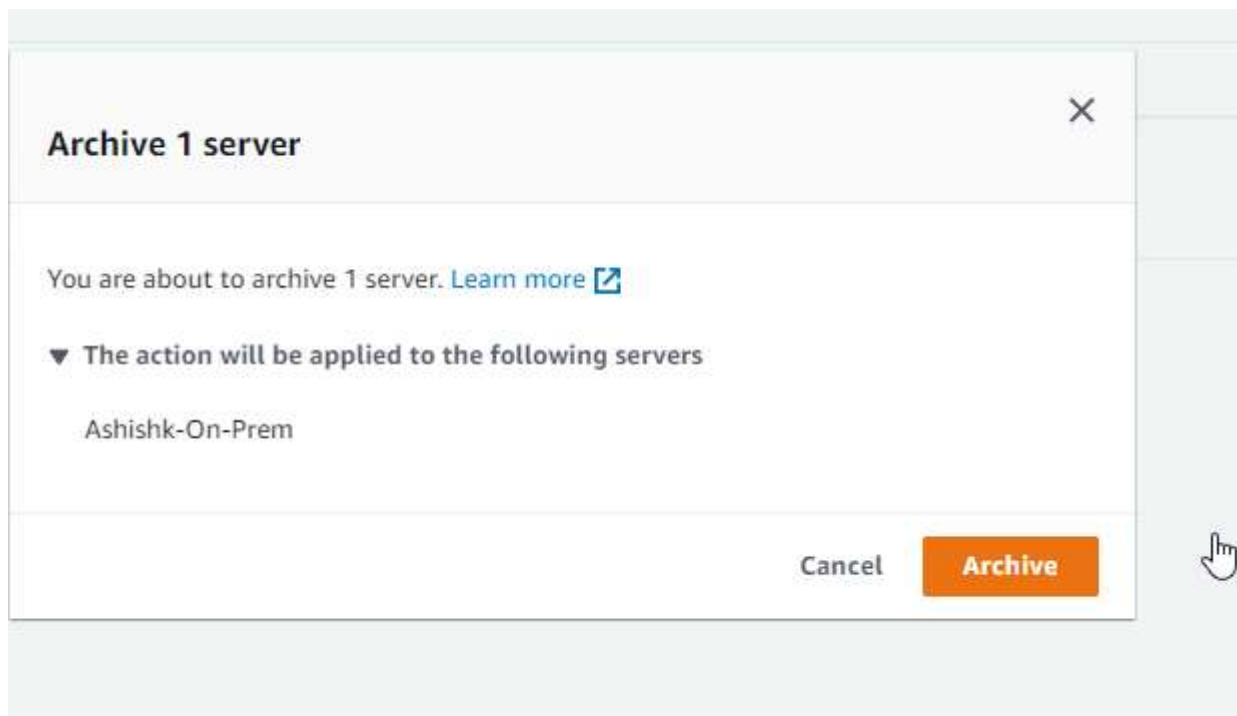 Archive 1 server
You are about to archive 1 server. Learn more
The action will be applied to the following servers
Ashishk-On-Prem
Cancel
Archive